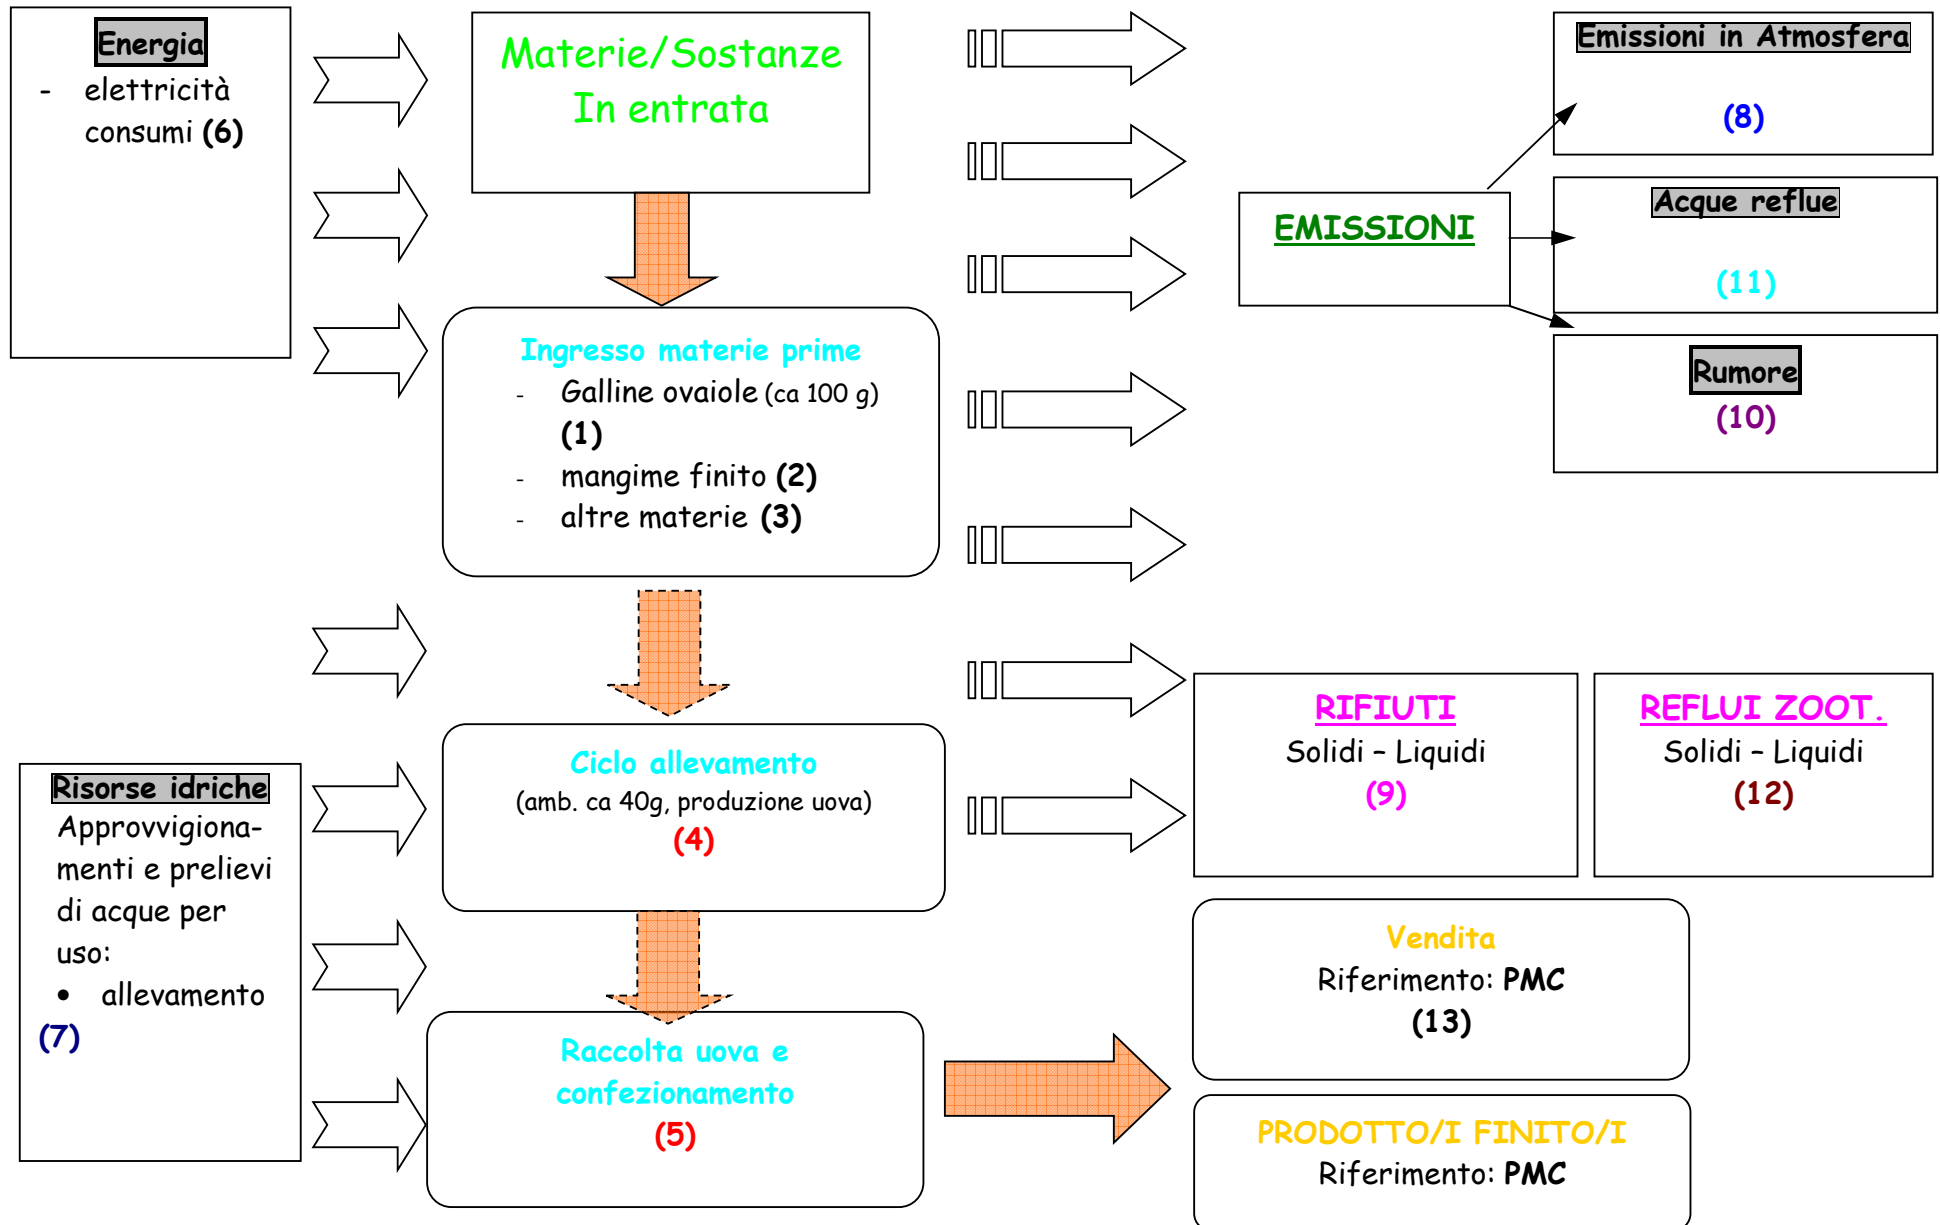 Energia
- elettricità
consumi (6)
Materie/Sostanze
In entrata
Ingresso materie prime
- Galline ovaiole (ca 100 g)
(1)
- mangime finito (2)
- altre materie (3)
Ciclo allevamento
(amb. ca 40g, produzione uova)
(4)
Risorse idriche
Approvvigiona-
menti e prelievi
di acque per
uso:
• allevamento
(7)
Raccolta uova e
confezionamento
(5)
EMISSIONI
Emissioni in Atmosfera
(8)
Acque reflue
(11)
Rumore
(10)
RIFIUTI
Solidi – Liquidi
(9)
REFLUI ZOOT.
Solidi – Liquidi
(12)
Vendita
Riferimento: PMC
(13)
PRODOTTO/I FINITO/I
Riferimento: PMC